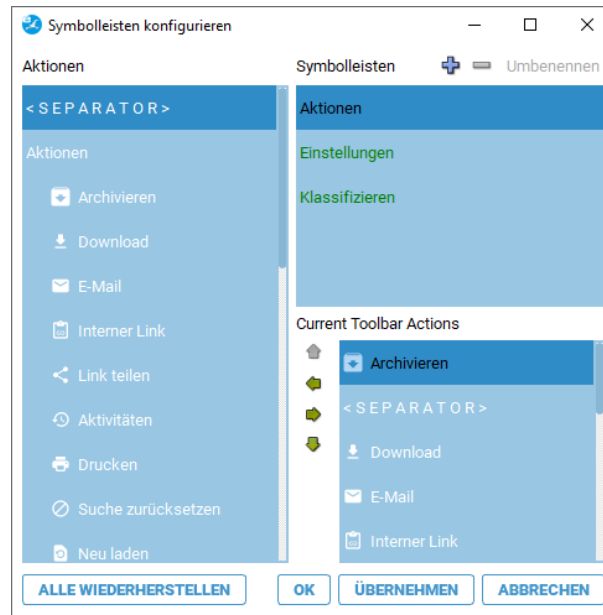 Symbolleisten konfigurieren
Aktionen
<SEPARATOR>
Aktionen
Archivieren
Download
E-Mail
Interner Link
Link teilen
Aktivitäten
Drucken
Suche zurücksetzen
Neu laden
Symbolleisten
Umbenennen
Aktionen
Einstellungen
Klassifizieren
Current Toolbar Actions
Archivieren
<SEPARATOR>
Download
E-Mail
Interner Link
ALLE WIEDERHERSTELLEN
OK
ÜBERNEHMEN
ABBRECHEN